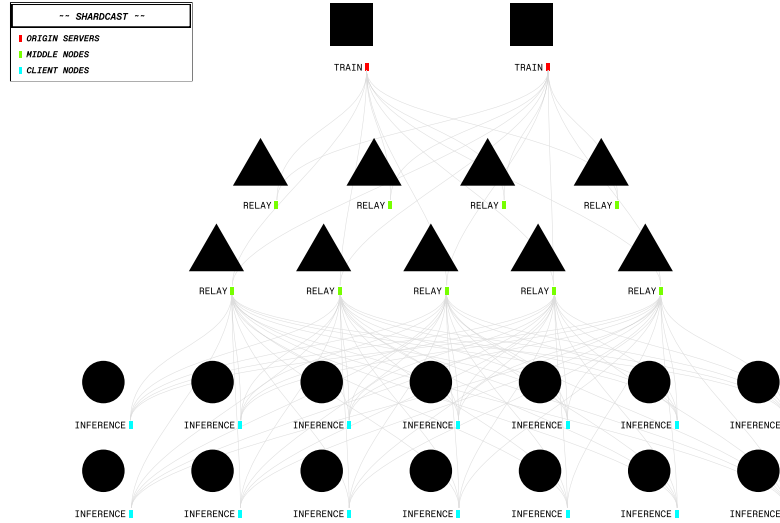 ~~ SHARDCAST ~~
ORIGIN SERVERS
MIDDLE NODES
CLIENT NODES
TRAIN TRAIN
RELAY RELAY RELAY RELAY
RELAY RELAY RELAY RELAY RELAY
INFERENCE INFERENCE INFERENCE INFERENCE INFERENCE INFERENCE INFERENCE
INFERENCE INFERENCE INFERENCE INFERENCE INFERENCE INFERENCE INFERENCE